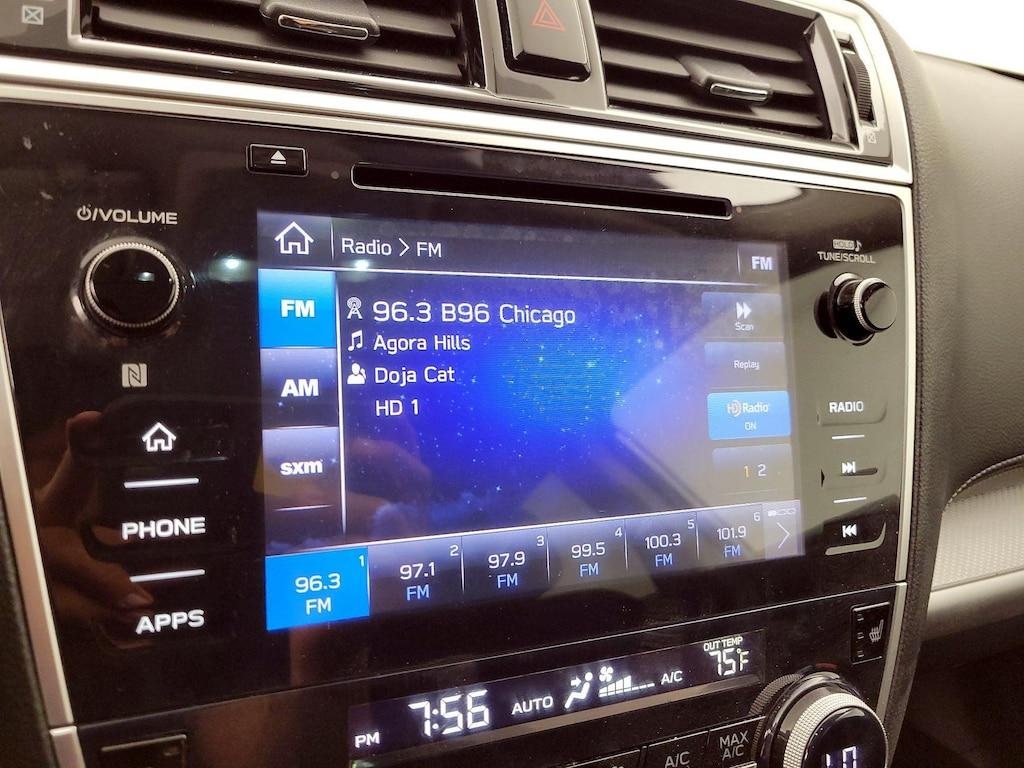 ⏻/VOLUME
HOLD ♪
TUNE/SCROLL
Radio > FM
FM
FM
96.3 B96 Chicago
Agora Hills
Doja Cat
HD 1
Scan
Replay
HD Radio
ON
1 2
AM
sxm
RADIO
PHONE
APPS
1
96.3
FM
2
97.1
FM
3
97.9
FM
4
99.5
FM
5
100.3
FM
6
101.9
FM
PM 7:56 AUTO A/C
OUT TEMP
75°F
A/C
MAX
A/C